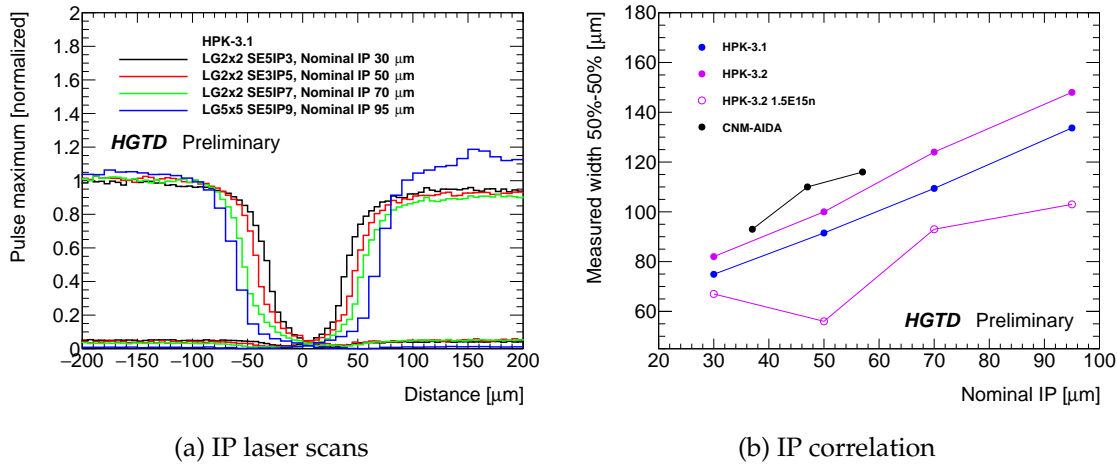 2
1.8
1.6
1.4
1.2
1
0.8
0.6
0.4
0.2
0
Pulse maximum [normalized]
HPK-3.1
LG2x2 SE5IP3, Nominal IP 30 μm
LG2x2 SE3IP5, Nominal IP 50 μm
LG2x2 SE5IP7, Nominal IP 70 μm
LG5x5 SE5IP9, Nominal IP 95 μm
HGTD Preliminary
−200 −150 −100 −50 0 50 100 150 200
Distance [μm]
(a) IP laser scans
180
160
140
120
100
80
60
Measured width 50%-50% [μm]
HPK-3.1
HPK-3.2
HPK-3.2 1.5E15n
CNM-AIDA
HGTD Preliminary
20 30 40 50 60 70 80 90 100
Nominal IP [μm]
(b) IP correlation